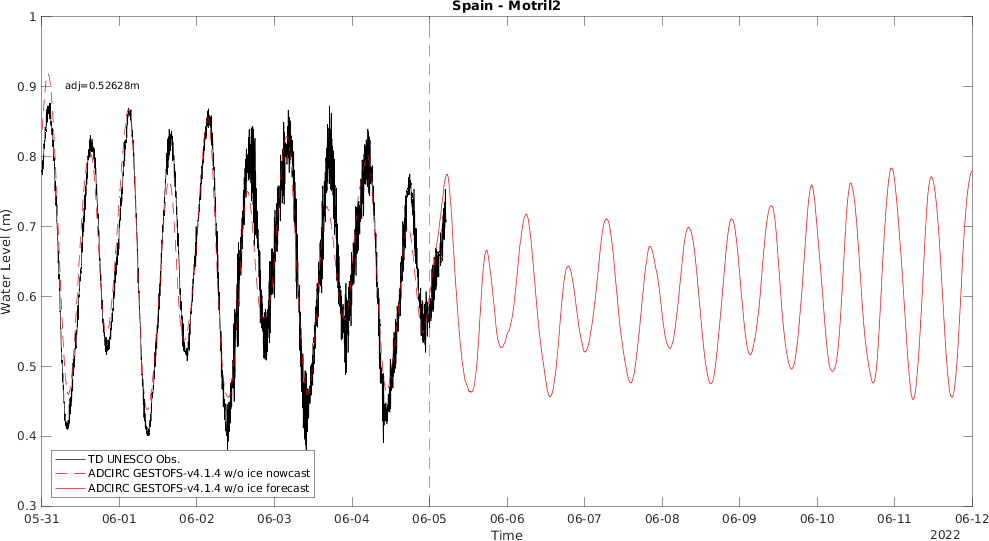 Spain - Motril2
1
0.9
0.8
0.7
0.6
0.5
0.4
0.3
Water Level (m)
adj=0.52628m
TD UNESCO Obs.
ADCIRC GESTOFS-v4.1.4 w/o ice nowcast
ADCIRC GESTOFS-v4.1.4 w/o ice forecast
05-31 06-01 06-02 06-03 06-04 06-05 06-06 06-07 06-08 06-09 06-10 06-11 06-12
Time
2022